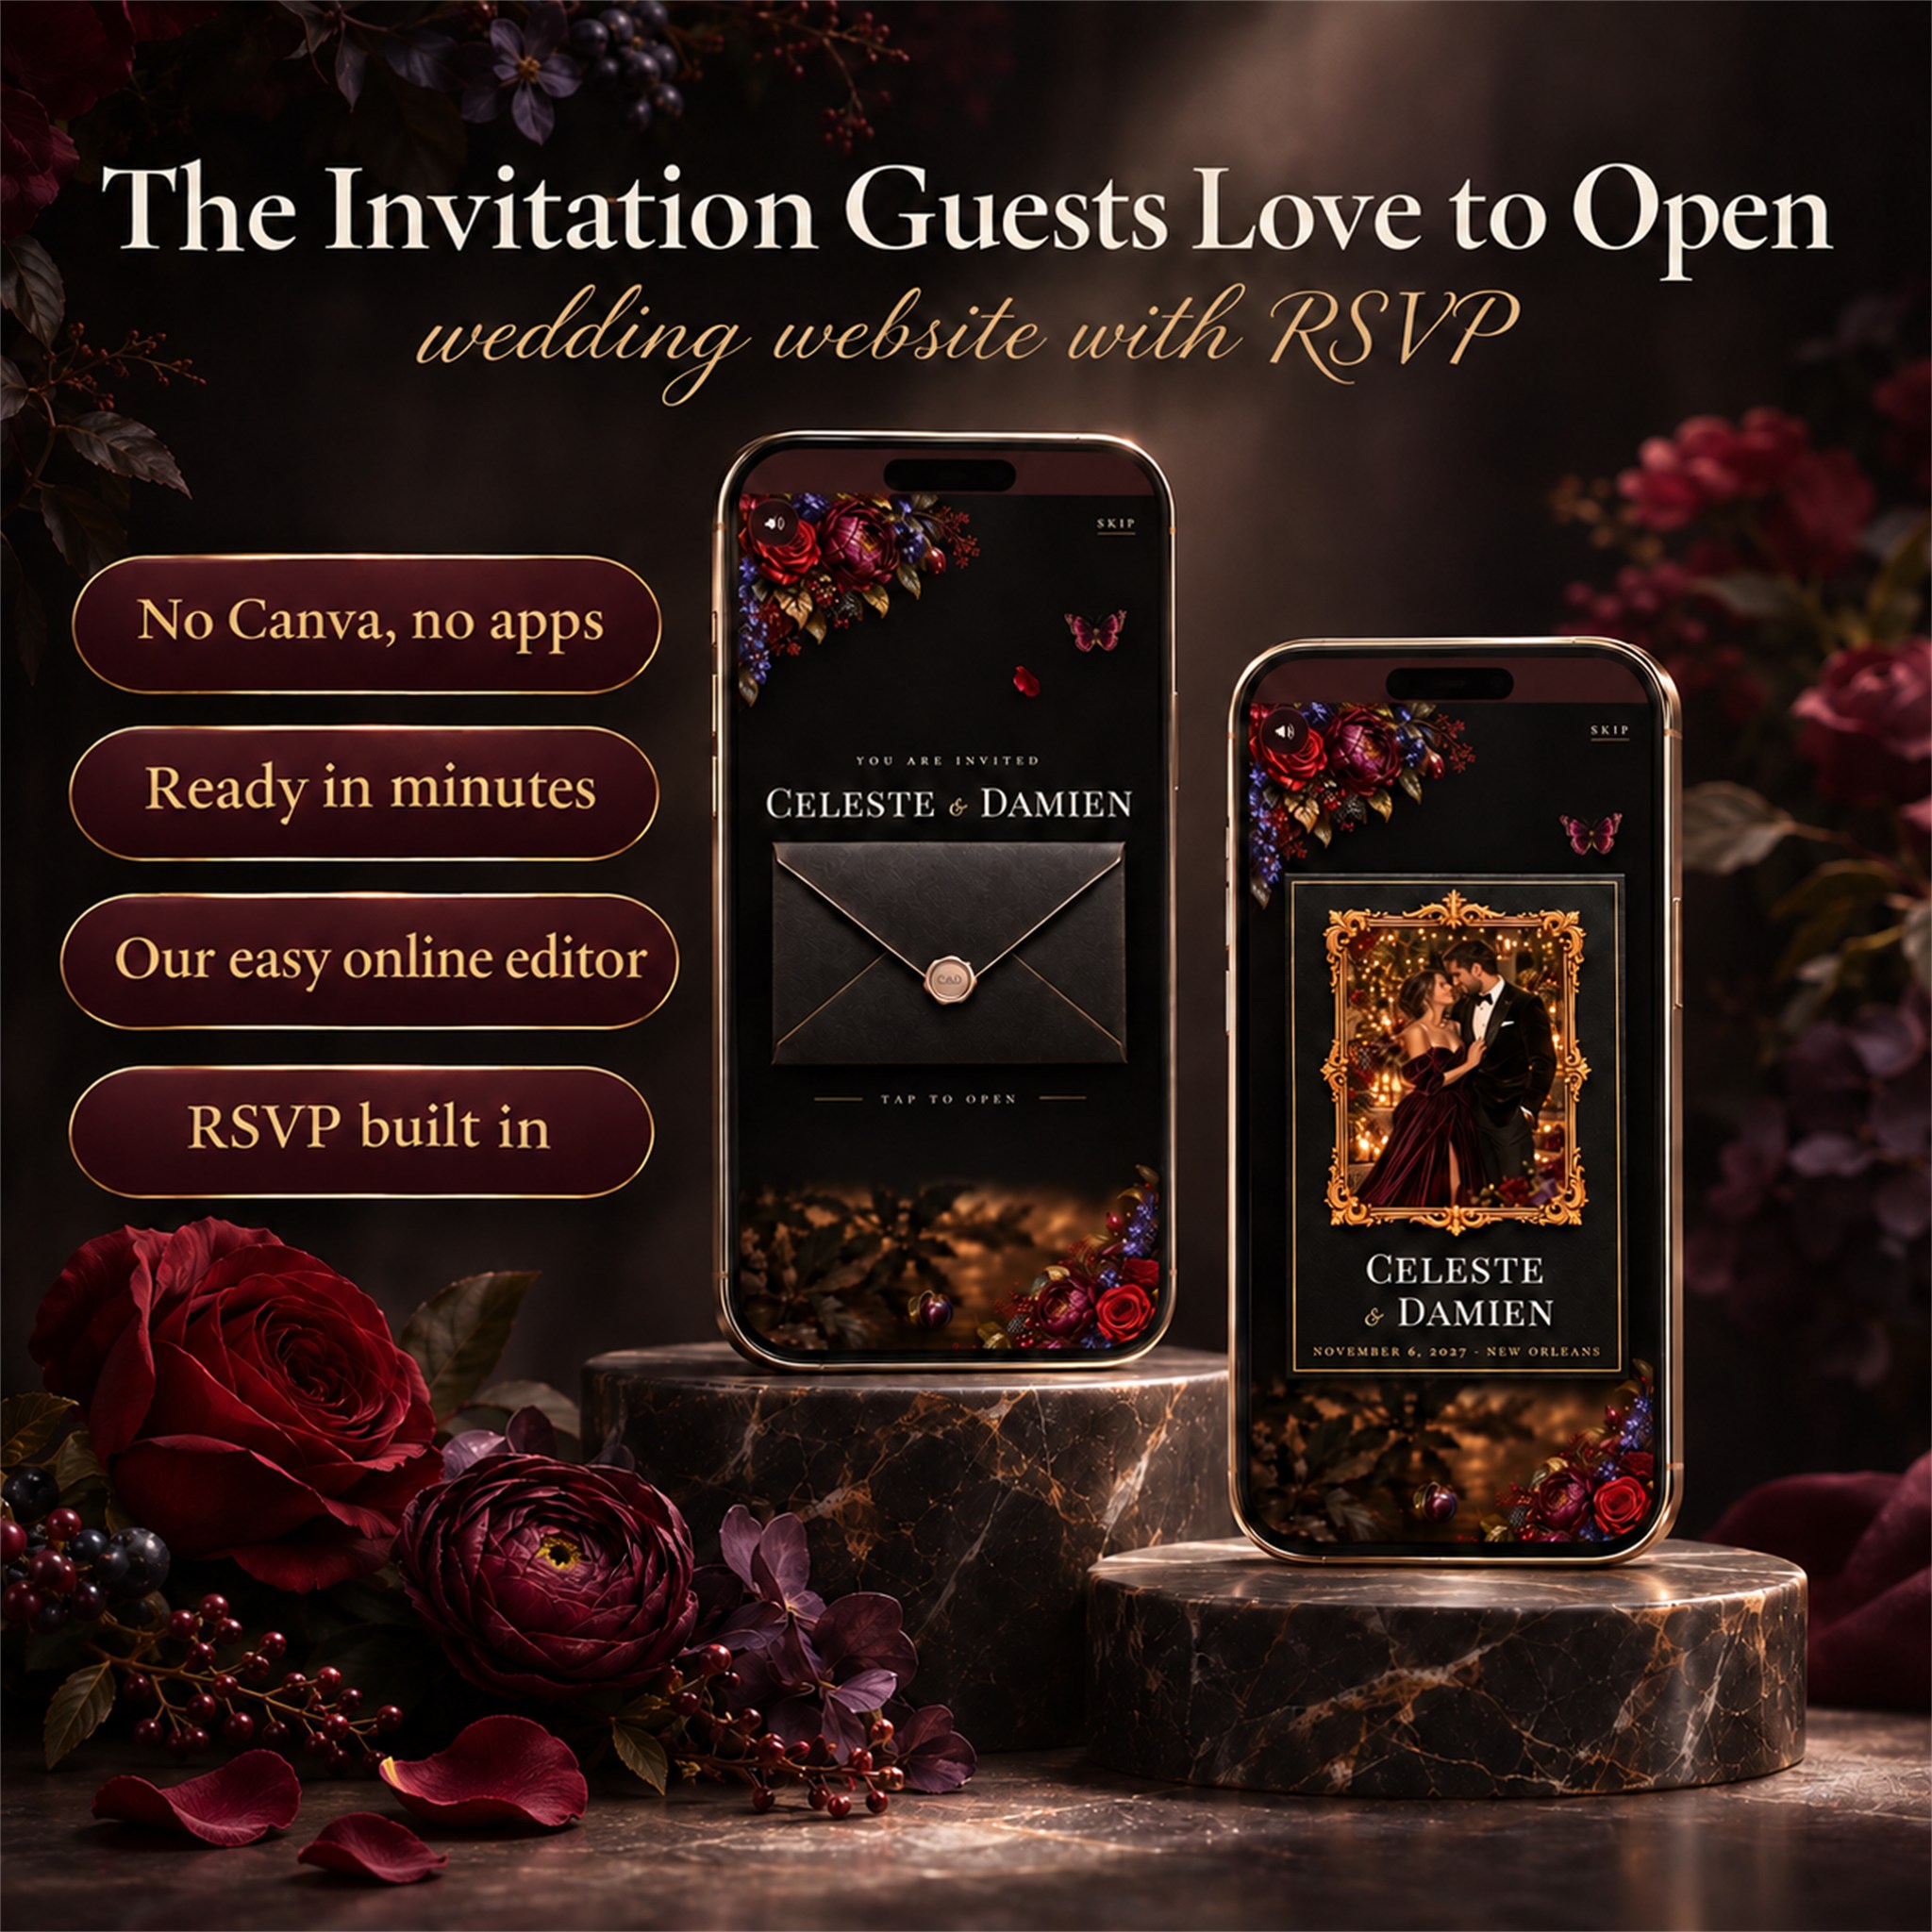 The Invitation Guests Love to Open
wedding website with RSVP
No Canva, no apps
Ready in minutes
Our easy online editor
RSVP built in
SKIP
YOU ARE INVITED
CELESTE & DAMIEN
TAP TO OPEN
SKIP
CELESTE
& DAMIEN
NOVEMBER 6, 2027 - NEW ORLEANS